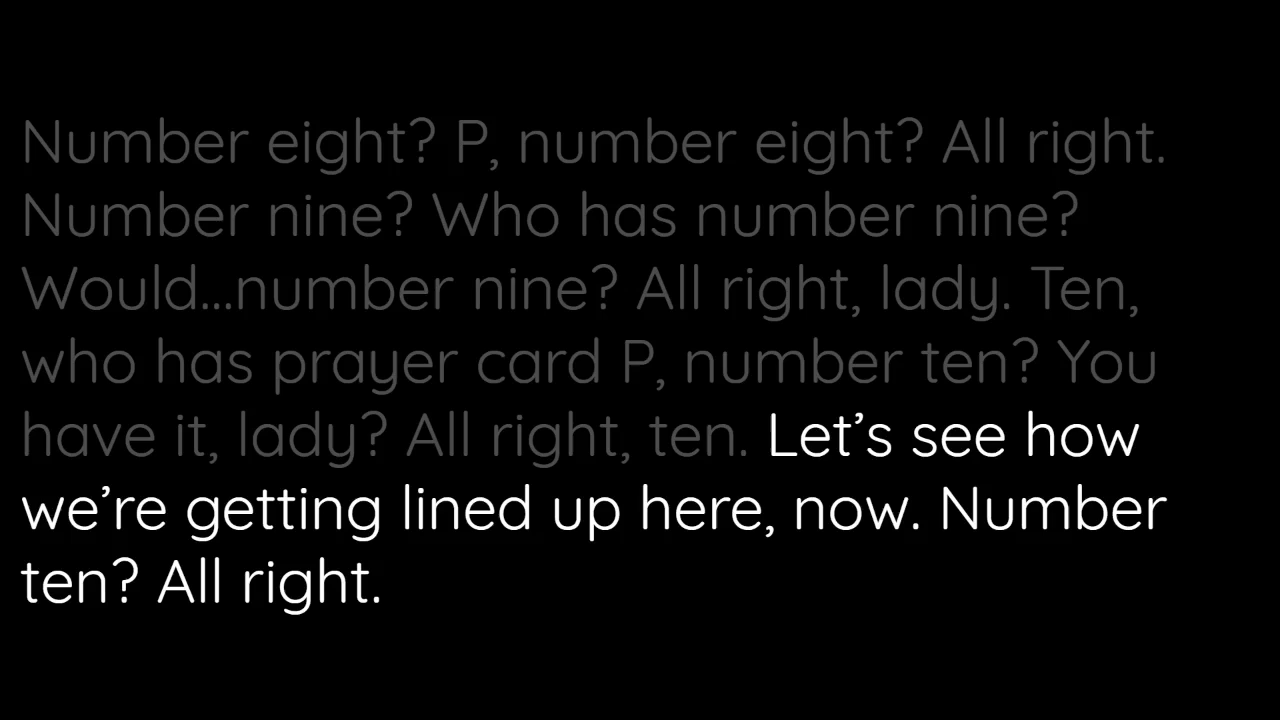 Number eight? P, number eight? All right.
Number nine? Who has number nine?
Would...number nine? All right, lady. Ten,
who has prayer card P, number ten? You
have it, lady? All right, ten. Let’s see how
we’re getting lined up here, now. Number
ten? All right.